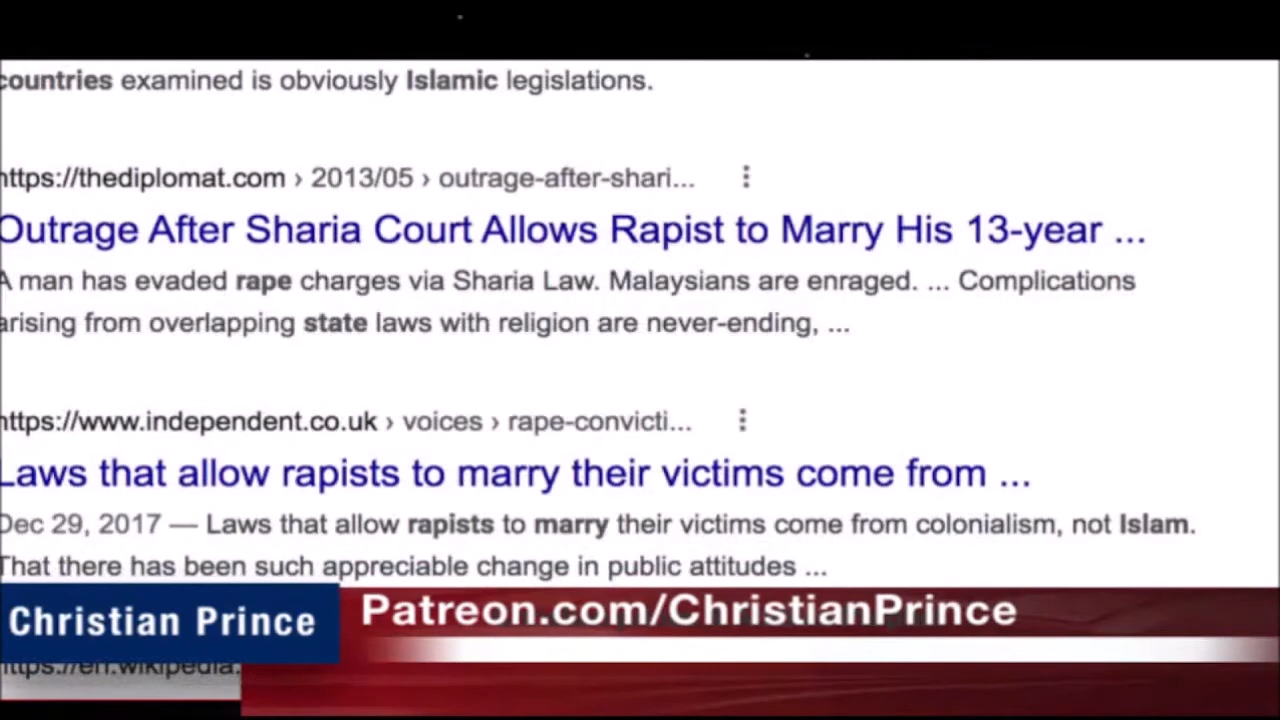 countries examined is obviously Islamic legislations.
https://thediplomat.com › 2013/05 › outrage-after-shari...
Outrage After Sharia Court Allows Rapist to Marry His 13-year ...
A man has evaded rape charges via Sharia Law. Malaysians are enraged. ... Complications
arising from overlapping state laws with religion are never-ending, ...
https://www.independent.co.uk › voices › rape-convicti...
Laws that allow rapists to marry their victims come from ...
Dec 29, 2017 — Laws that allow rapists to marry their victims come from colonialism, not Islam.
That there has been such appreciable change in public attitudes ...
Christian Prince
Patreon.com/ChristianPrince
https://en.wikipedia.